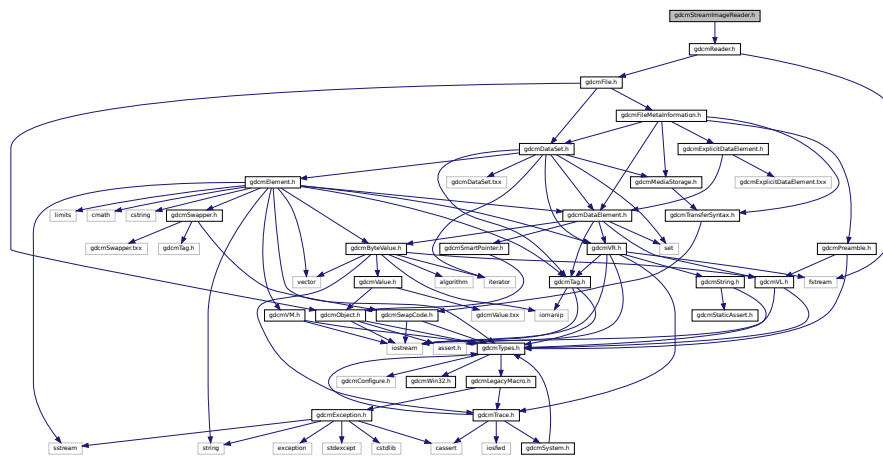 gdcmStreamImageReader.h
gdcmReader.h
gdcmFile.h
gdcmFileMetaInformation.h
gdcmDataSet.h
gdcmExplicitDataElement.h
gdcmElement.h
gdcmDataSet.txx
gdcmMediaStorage.h
gdcmExplicitDataElement.txx
limits
cmath
cstring
gdcmSwapper.h
gdcmDataElement.h
gdcmTransferSyntax.h
gdcmSwapper.txx
gdcmTag.h
gdcmByteValue.h
gdcmSmartPointer.h
gdcmVR.h
set
gdcmPreamble.h
vector
gdcmValue.h
algorithm
iterator
gdcmTag.h
gdcmString.h
gdcmVL.h
fstream
gdcmVM.h
gdcmObject.h
gdcmSwapCode.h
gdcmValue.txx
iomanip
gdcmStaticAssert.h
iostream
assert.h
gdcmTypes.h
gdcmConfigure.h
gdcmWin32.h
gdcmLegacyMacro.h
gdcmException.h
gdcmTrace.h
sstream
string
exception
stdexcept
cstdlib
cassert
iosfwd
gdcmSystem.h